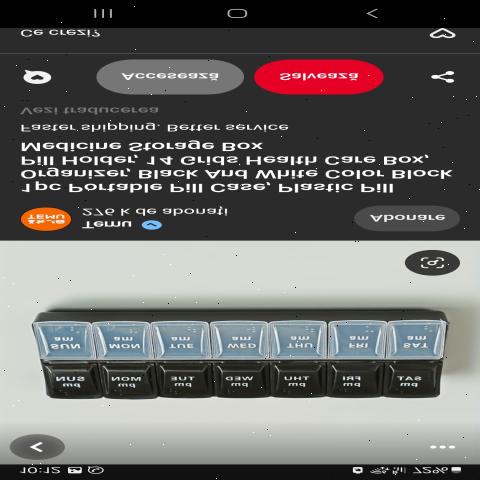 10:12 72%
pm pm pm pm pm pm pm
SUN MON TUE WED THU FRI SAT
SUN MON TUE WED THU FRI SAT
am am am am am am am
TEMU
Temu
276 k de abonați
Abonare
1pc Portable Pill Case, Plastic Pill
Organizer, Black And White Color Block
Pill Holder, 14 Grids Health Care Box,
Medicine Storage Box
Faster shipping. Better service
Vezi traducerea
Accesează
Salvează
Ce crezi?